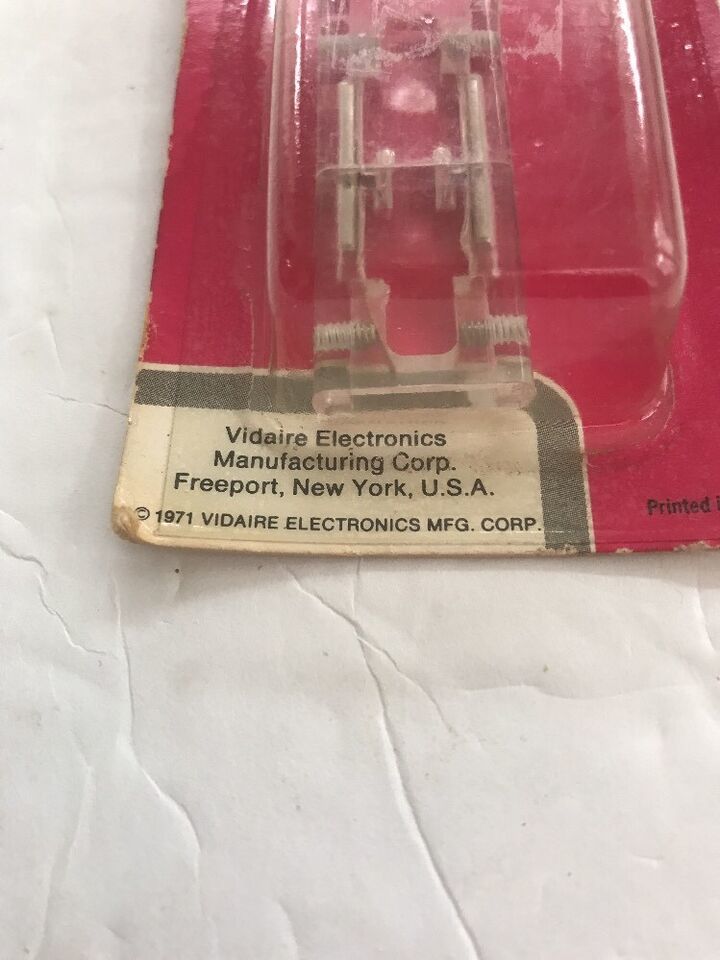 Vidaire Electronics
Manufacturing Corp.
Freeport, New York, U.S.A.
© 1971 VIDAIRE ELECTRONICS MFG. CORP.
Printed